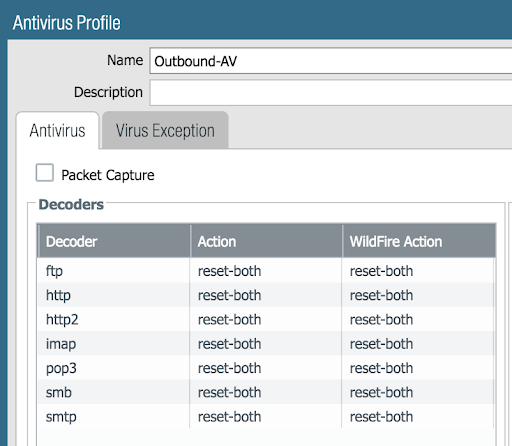 Antivirus Profile
Name Outbound-AV
Description
Antivirus Virus Exception
Packet Capture
Decoders
Decoder Action WildFire Action
ftp reset-both reset-both
http reset-both reset-both
http2 reset-both reset-both
imap reset-both reset-both
pop3 reset-both reset-both
smb reset-both reset-both
smtp reset-both reset-both